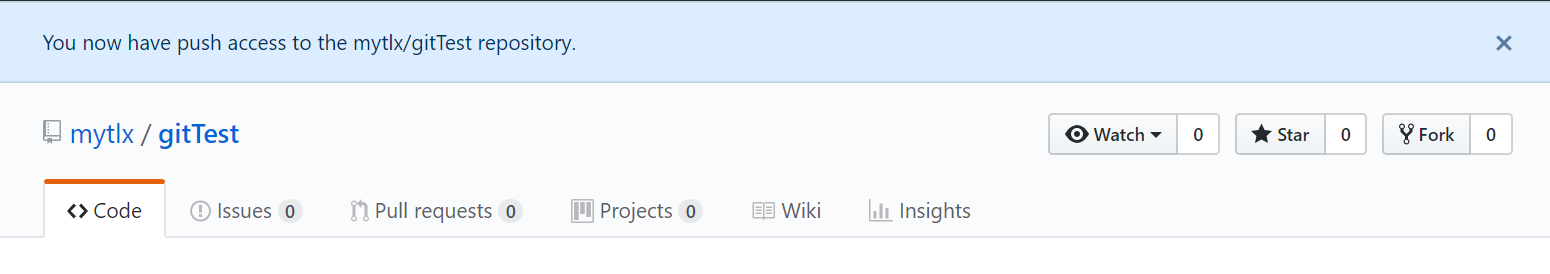 You now have push access to the mytlx/gitTest repository.
mytlx / gitTest Watch 0 Star 0 Fork 0
Code Issues 0 Pull requests 0 Projects 0 Wiki Insights